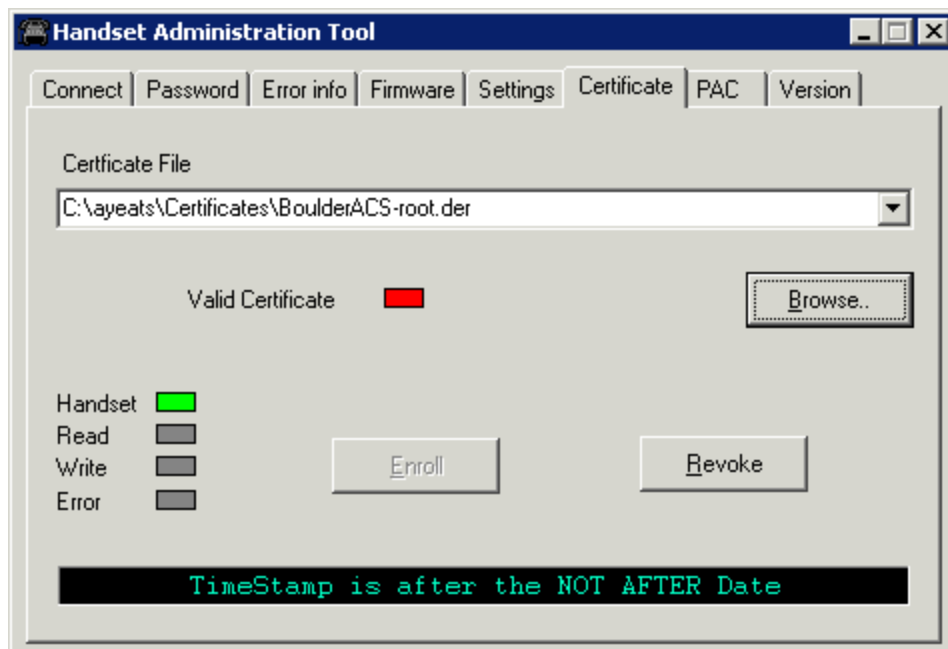 Handset Administration Tool
Connect Password Error info Firmware Settings Certificate PAC Version
Certficate File
C:\ayeats\Certificates\BoulderACS-root.der
Valid Certificate
Browse..
Handset
Read
Write
Error
Enroll
Revoke
TimeStamp is after the NOT AFTER Date